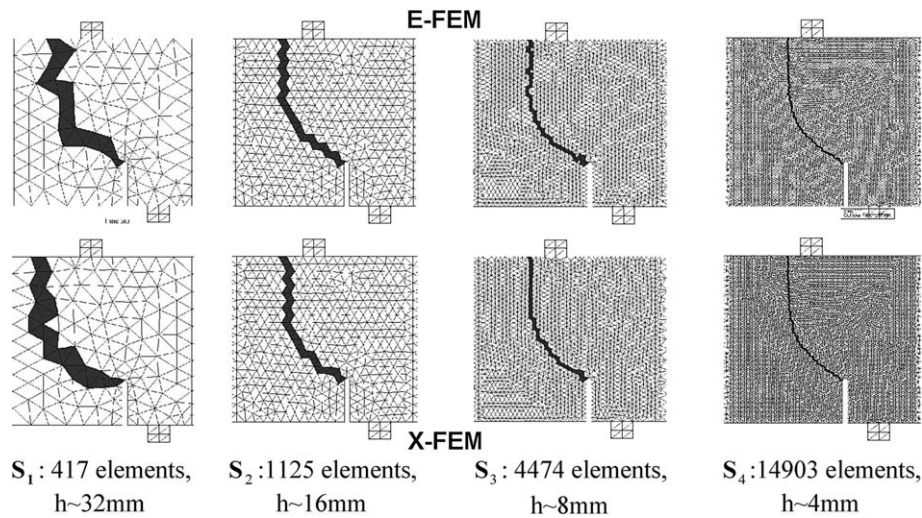 E-FEM
X-FEM
S₁ : 417 elements,
h~32mm
S₂ :1125 elements,
h~16mm
S₃ : 4474 elements,
h~8mm
S₄ :14903 elements,
h~4mm